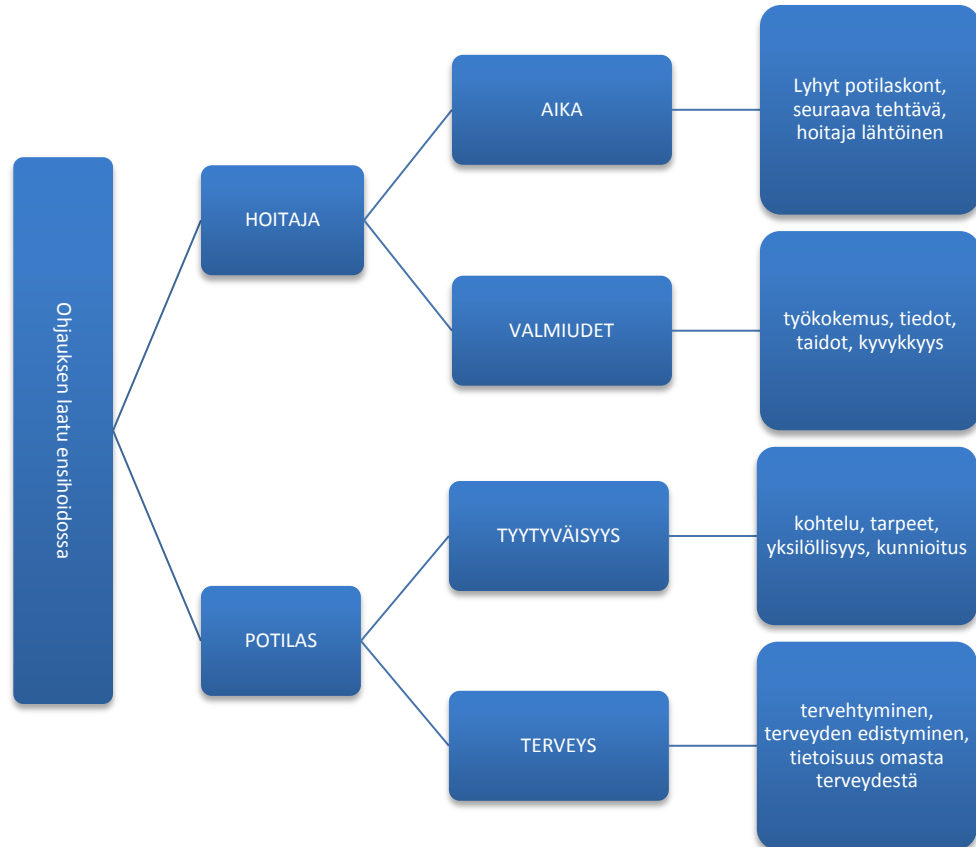 Ohjauksen laatu ensihoidossa
HOITAJA
AIKA
Lyhyt potilaskont,
seuraava tehtävä,
hoitaja lähtöinen
VALMIUDET
työkokemus, tiedot,
taidot, kyvykkyys
POTILAS
TYYTYVÄISYYS
kohtelu, tarpeet,
yksilöllisyys, kunnioitus
TERVEYS
tervehtyminen,
terveyden edistyminen,
tietoisuus omasta
terveydestä